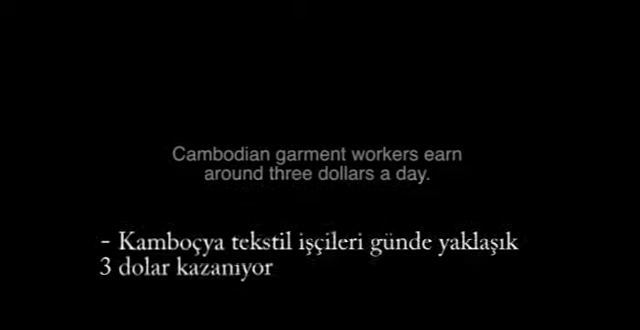 Cambodian garment workers earn
around three dollars a day.
- Kamboçya tekstil işçileri günde yaklaşık
3 dolar kazanıyor